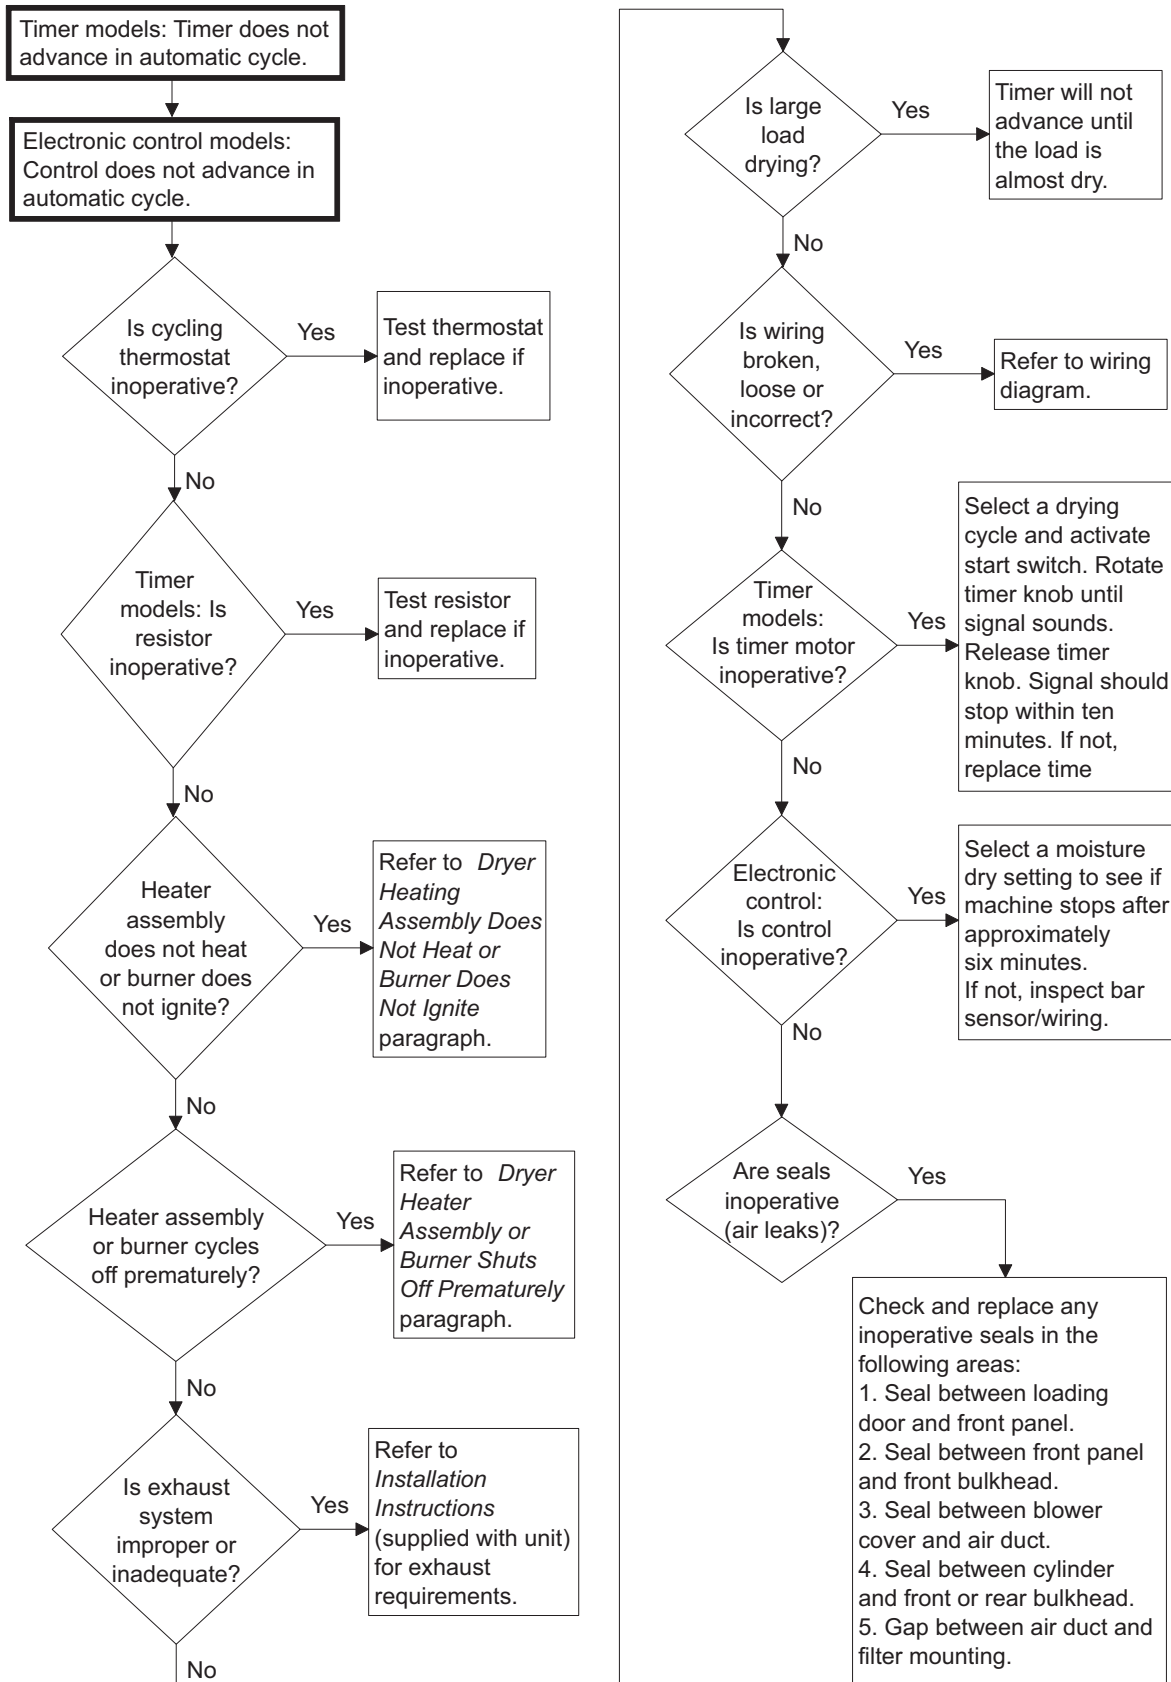 Timer models: Timer does not
advance in automatic cycle.
Electronic control models:
Control does not advance in
automatic cycle.
Is cycling
thermostat
inoperative?
Yes
Test thermostat
and replace if
inoperative.
No
Timer
models: Is
resistor
inoperative?
Yes
Test resistor
and replace if
inoperative.
No
Heater
assembly
does not heat
or burner does
not ignite?
Yes
Refer to Dryer
Heating
Assembly Does
Not Heat or
Burner Does
Not Ignite
paragraph.
No
Heater assembly
or burner cycles
off prematurely?
Yes
Refer to Dryer
Heater
Assembly or
Burner Shuts
Off Prematurely
paragraph.
No
Is exhaust
system
improper or
inadequate?
Yes
Refer to
Installation
Instructions
(supplied with unit)
for exhaust
requirements.
No
Is large
load
drying?
Yes
Timer will not
advance until
the load is
almost dry.
No
Is wiring
broken,
loose or
incorrect?
Yes
Refer to wiring
diagram.
No
Timer
models:
Is timer motor
inoperative?
Yes
Select a drying
cycle and activate
start switch. Rotate
timer knob until
signal sounds.
Release timer
knob. Signal should
stop within ten
minutes. If not,
replace time
No
Electronic
control:
Is control
inoperative?
Yes
Select a moisture
dry setting to see if
machine stops after
approximately
six minutes.
If not, inspect bar
sensor/wiring.
No
Are seals
inoperative
(air leaks)?
Yes
Check and replace any
inoperative seals in the
following areas:
1. Seal between loading
door and front panel.
2. Seal between front panel
and front bulkhead.
3. Seal between blower
cover and air duct.
4. Seal between cylinder
and front or rear bulkhead.
5. Gap between air duct and
filter mounting.